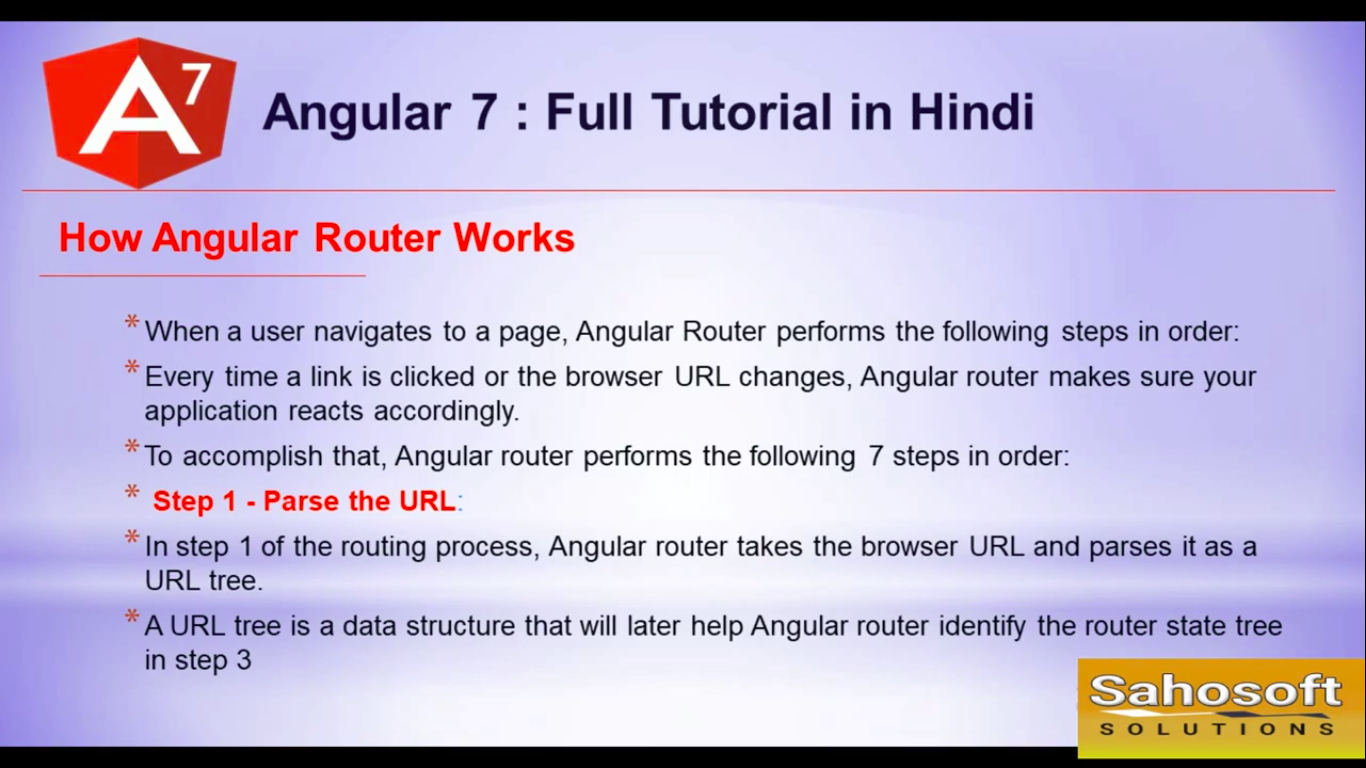 A7
Angular 7 : Full Tutorial in Hindi
How Angular Router Works
* When a user navigates to a page, Angular Router performs the following steps in order:
* Every time a link is clicked or the browser URL changes, Angular router makes sure your
application reacts accordingly.
* To accomplish that, Angular router performs the following 7 steps in order:
* Step 1 - Parse the URL:
* In step 1 of the routing process, Angular router takes the browser URL and parses it as a
URL tree.
* A URL tree is a data structure that will later help Angular router identify the router state tree
in step 3
Sahosoft
SOLUTIONS